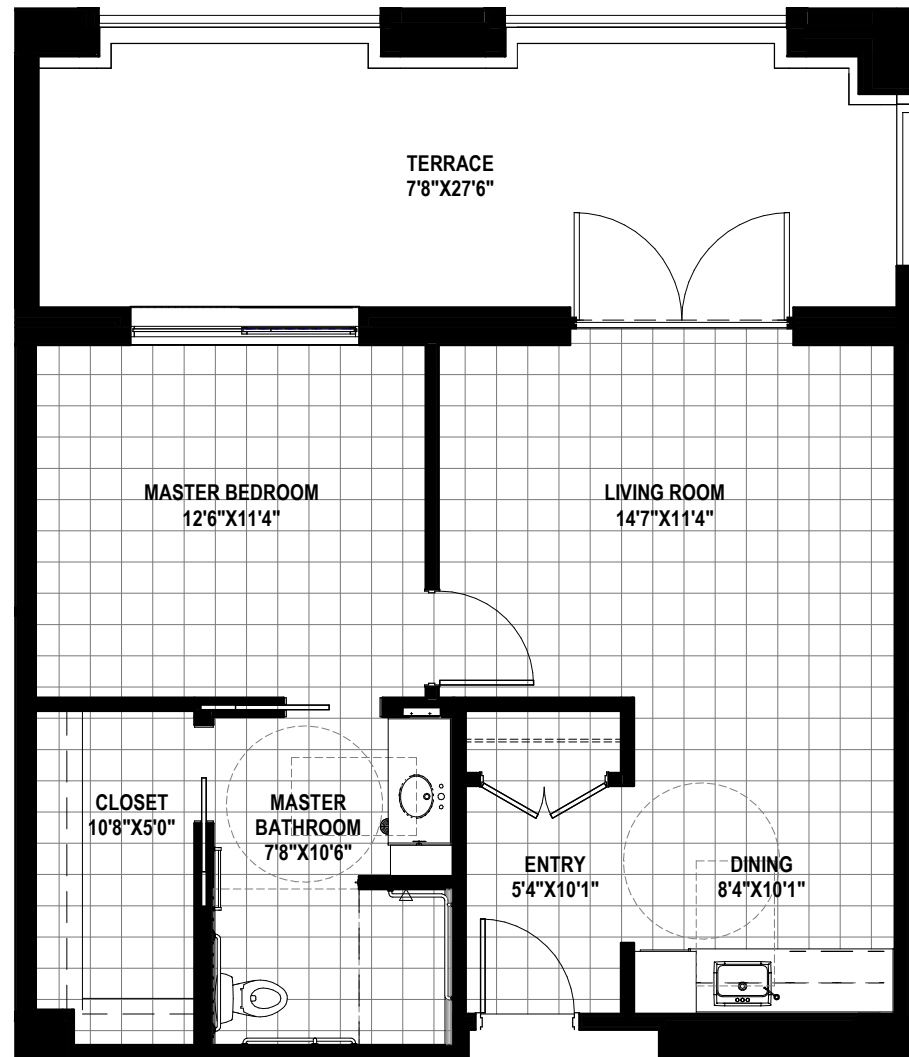 TERRACE
7'8"X27'6"
MASTER BEDROOM
12'6"X11'4"
LIVING ROOM
14'7"X11'4"
CLOSET
10'8"X5'0"
MASTER
BATHROOM
7'8"X10'6"
ENTRY
5'4"X10'1"
DINING
8'4"X10'1"